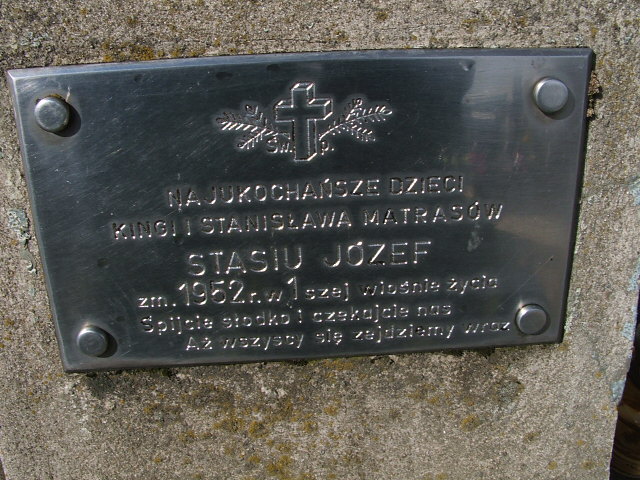 Ś.✝P.
NAJUKOCHAŃSZE DZIECI
KINGI I STANISŁAWA MATRASÓW
STASIU JÓZEF
zm. 1952 r. w 1 szej wiośnie życia
Śpijcie słodko i czekajcie nas
Aż wszyscy się zejdziemy wraz